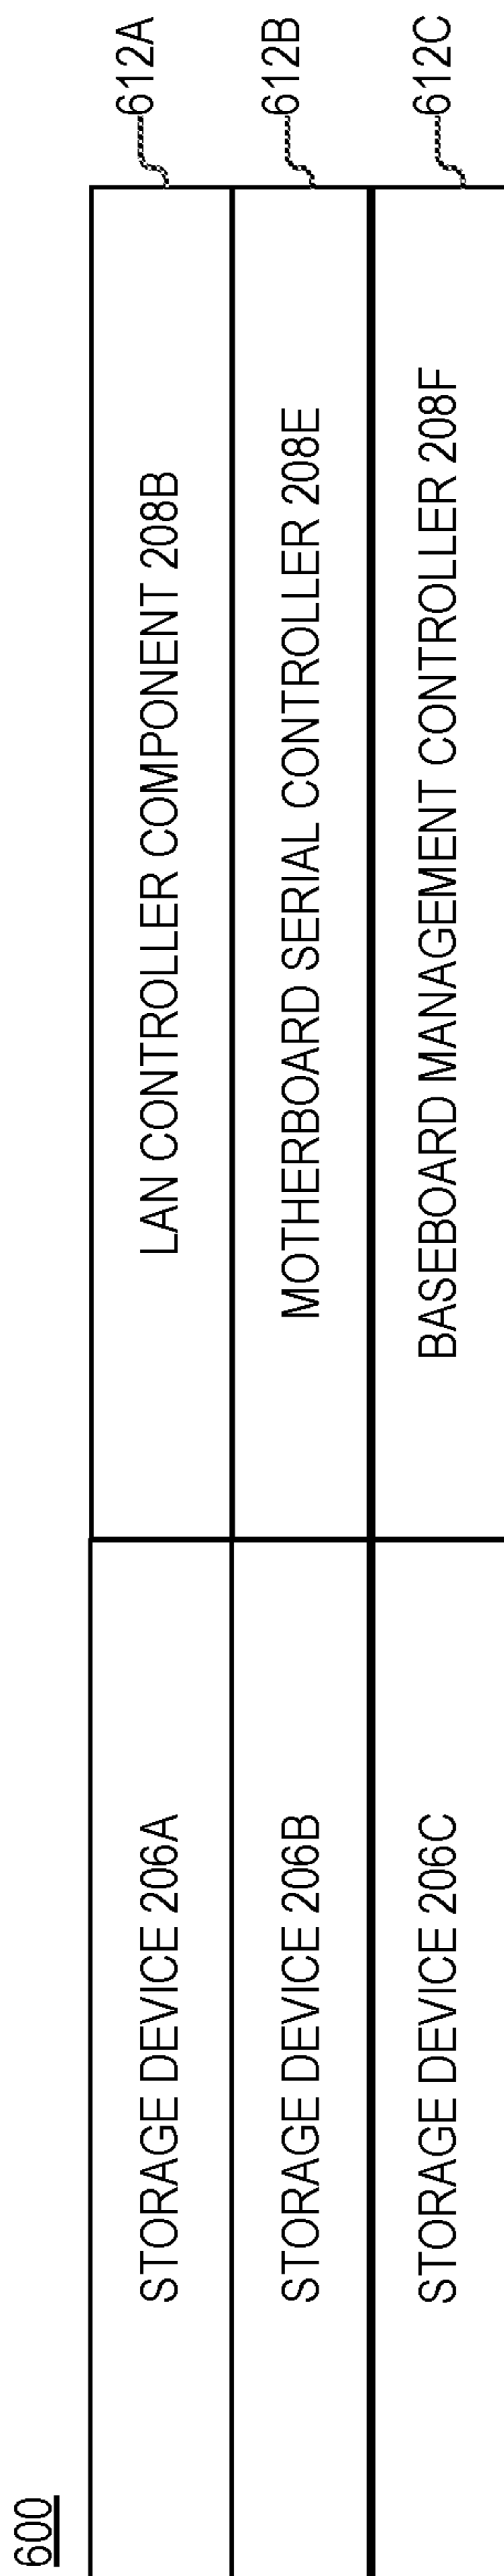 600
STORAGE DEVICE 206A LAN CONTROLLER COMPONENT 208B 612A
STORAGE DEVICE 206B MOTHERBOARD SERIAL CONTROLLER 208E 612B
STORAGE DEVICE 206C BASEBOARD MANAGEMENT CONTROLLER 208F 612C